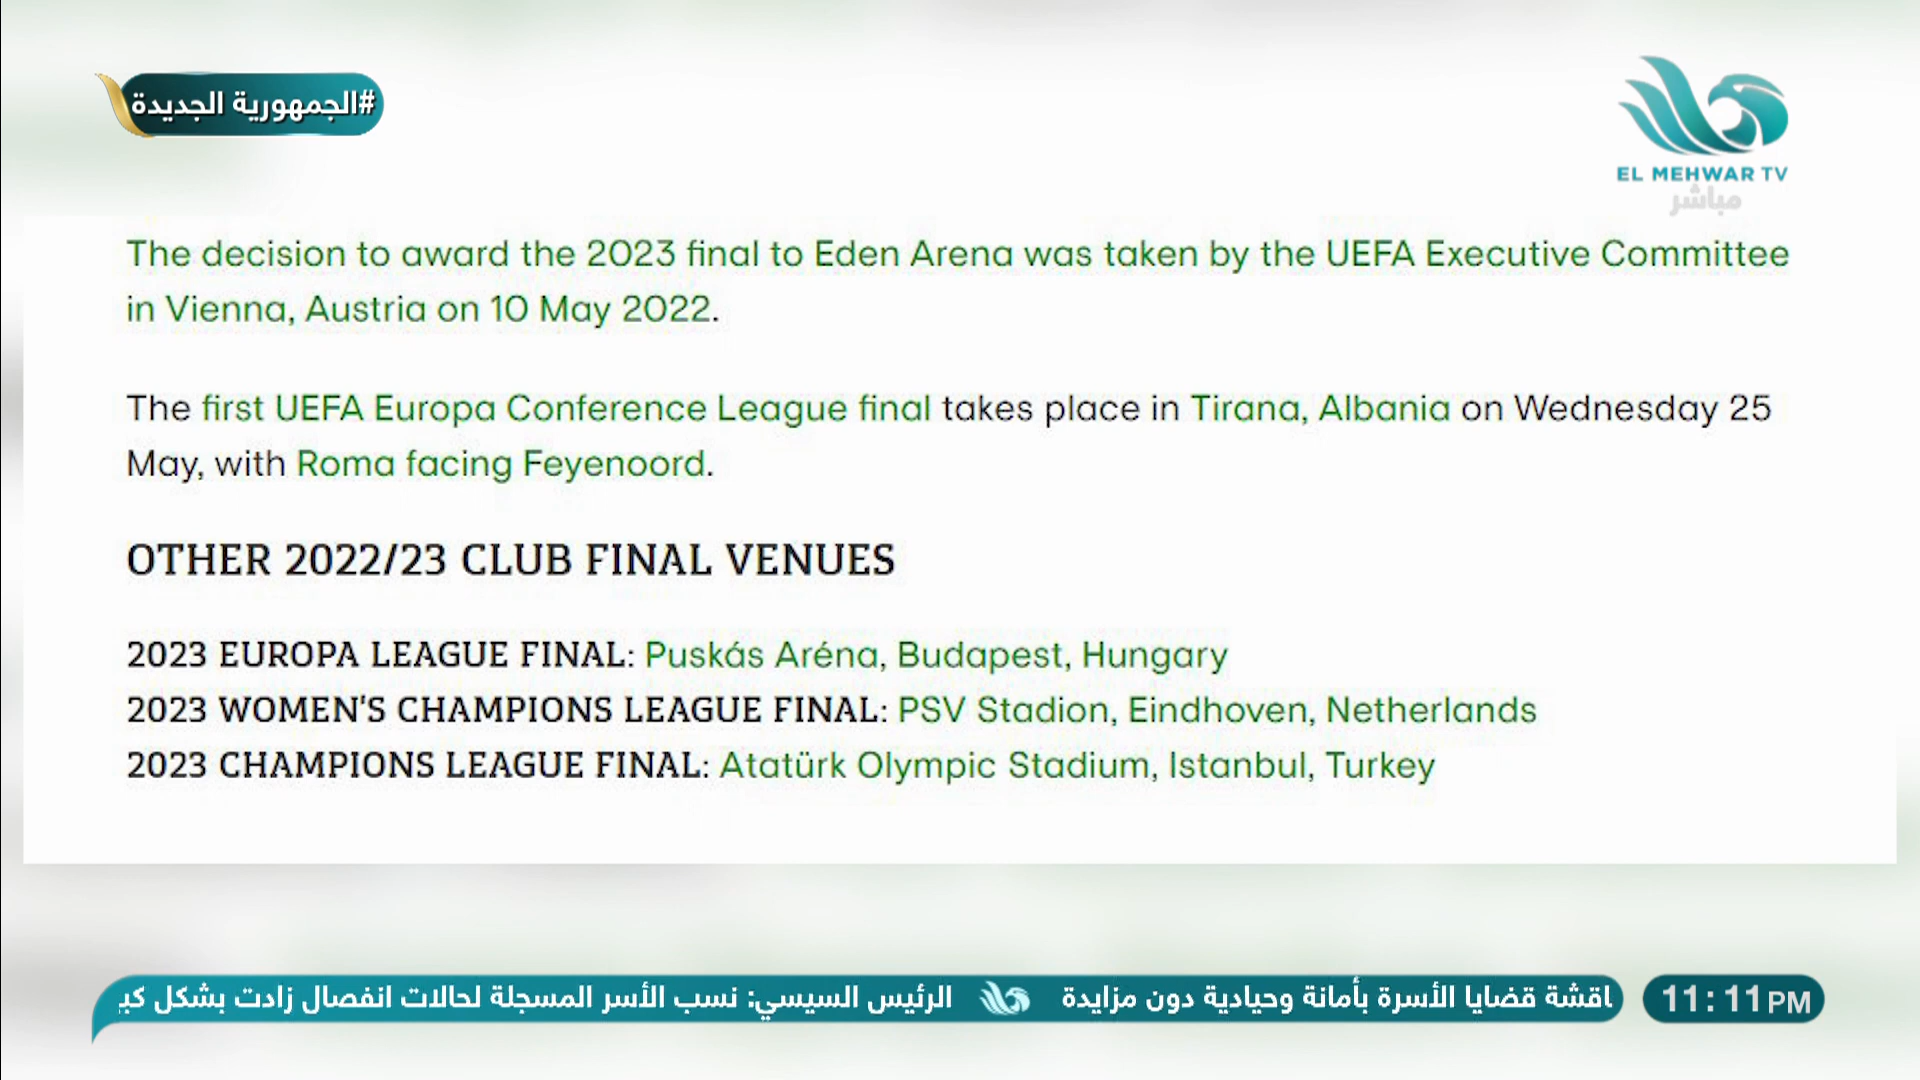 #الجمهورية الجديدة
EL MEHWAR TV
مباشر
The decision to award the 2023 final to Eden Arena was taken by the UEFA Executive Committee
in Vienna, Austria on 10 May 2022.
The first UEFA Europa Conference League final takes place in Tirana, Albania on Wednesday 25
May, with Roma facing Feyenoord.
OTHER 2022/23 CLUB FINAL VENUES
2023 EUROPA LEAGUE FINAL: Puskás Aréna, Budapest, Hungary
2023 WOMEN'S CHAMPIONS LEAGUE FINAL: PSV Stadion, Eindhoven, Netherlands
2023 CHAMPIONS LEAGUE FINAL: Atatürk Olympic Stadium, Istanbul, Turkey
اقشة قضايا الأسرة بأمانة وحيادية دون مزايدة الرئيس السيسي: نسب الأسر المسجلة لحالات انفصال زادت بشكل كبي
11:11 PM